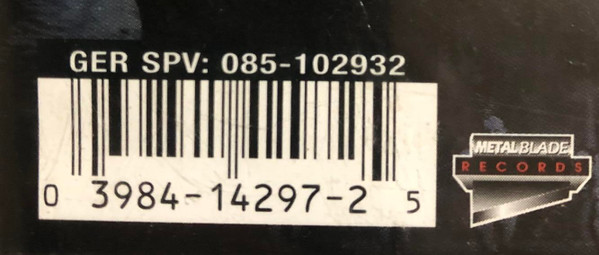 GER SPV: 085-102932
0 3984-14297-2 5
METAL BLADE
RECORDS